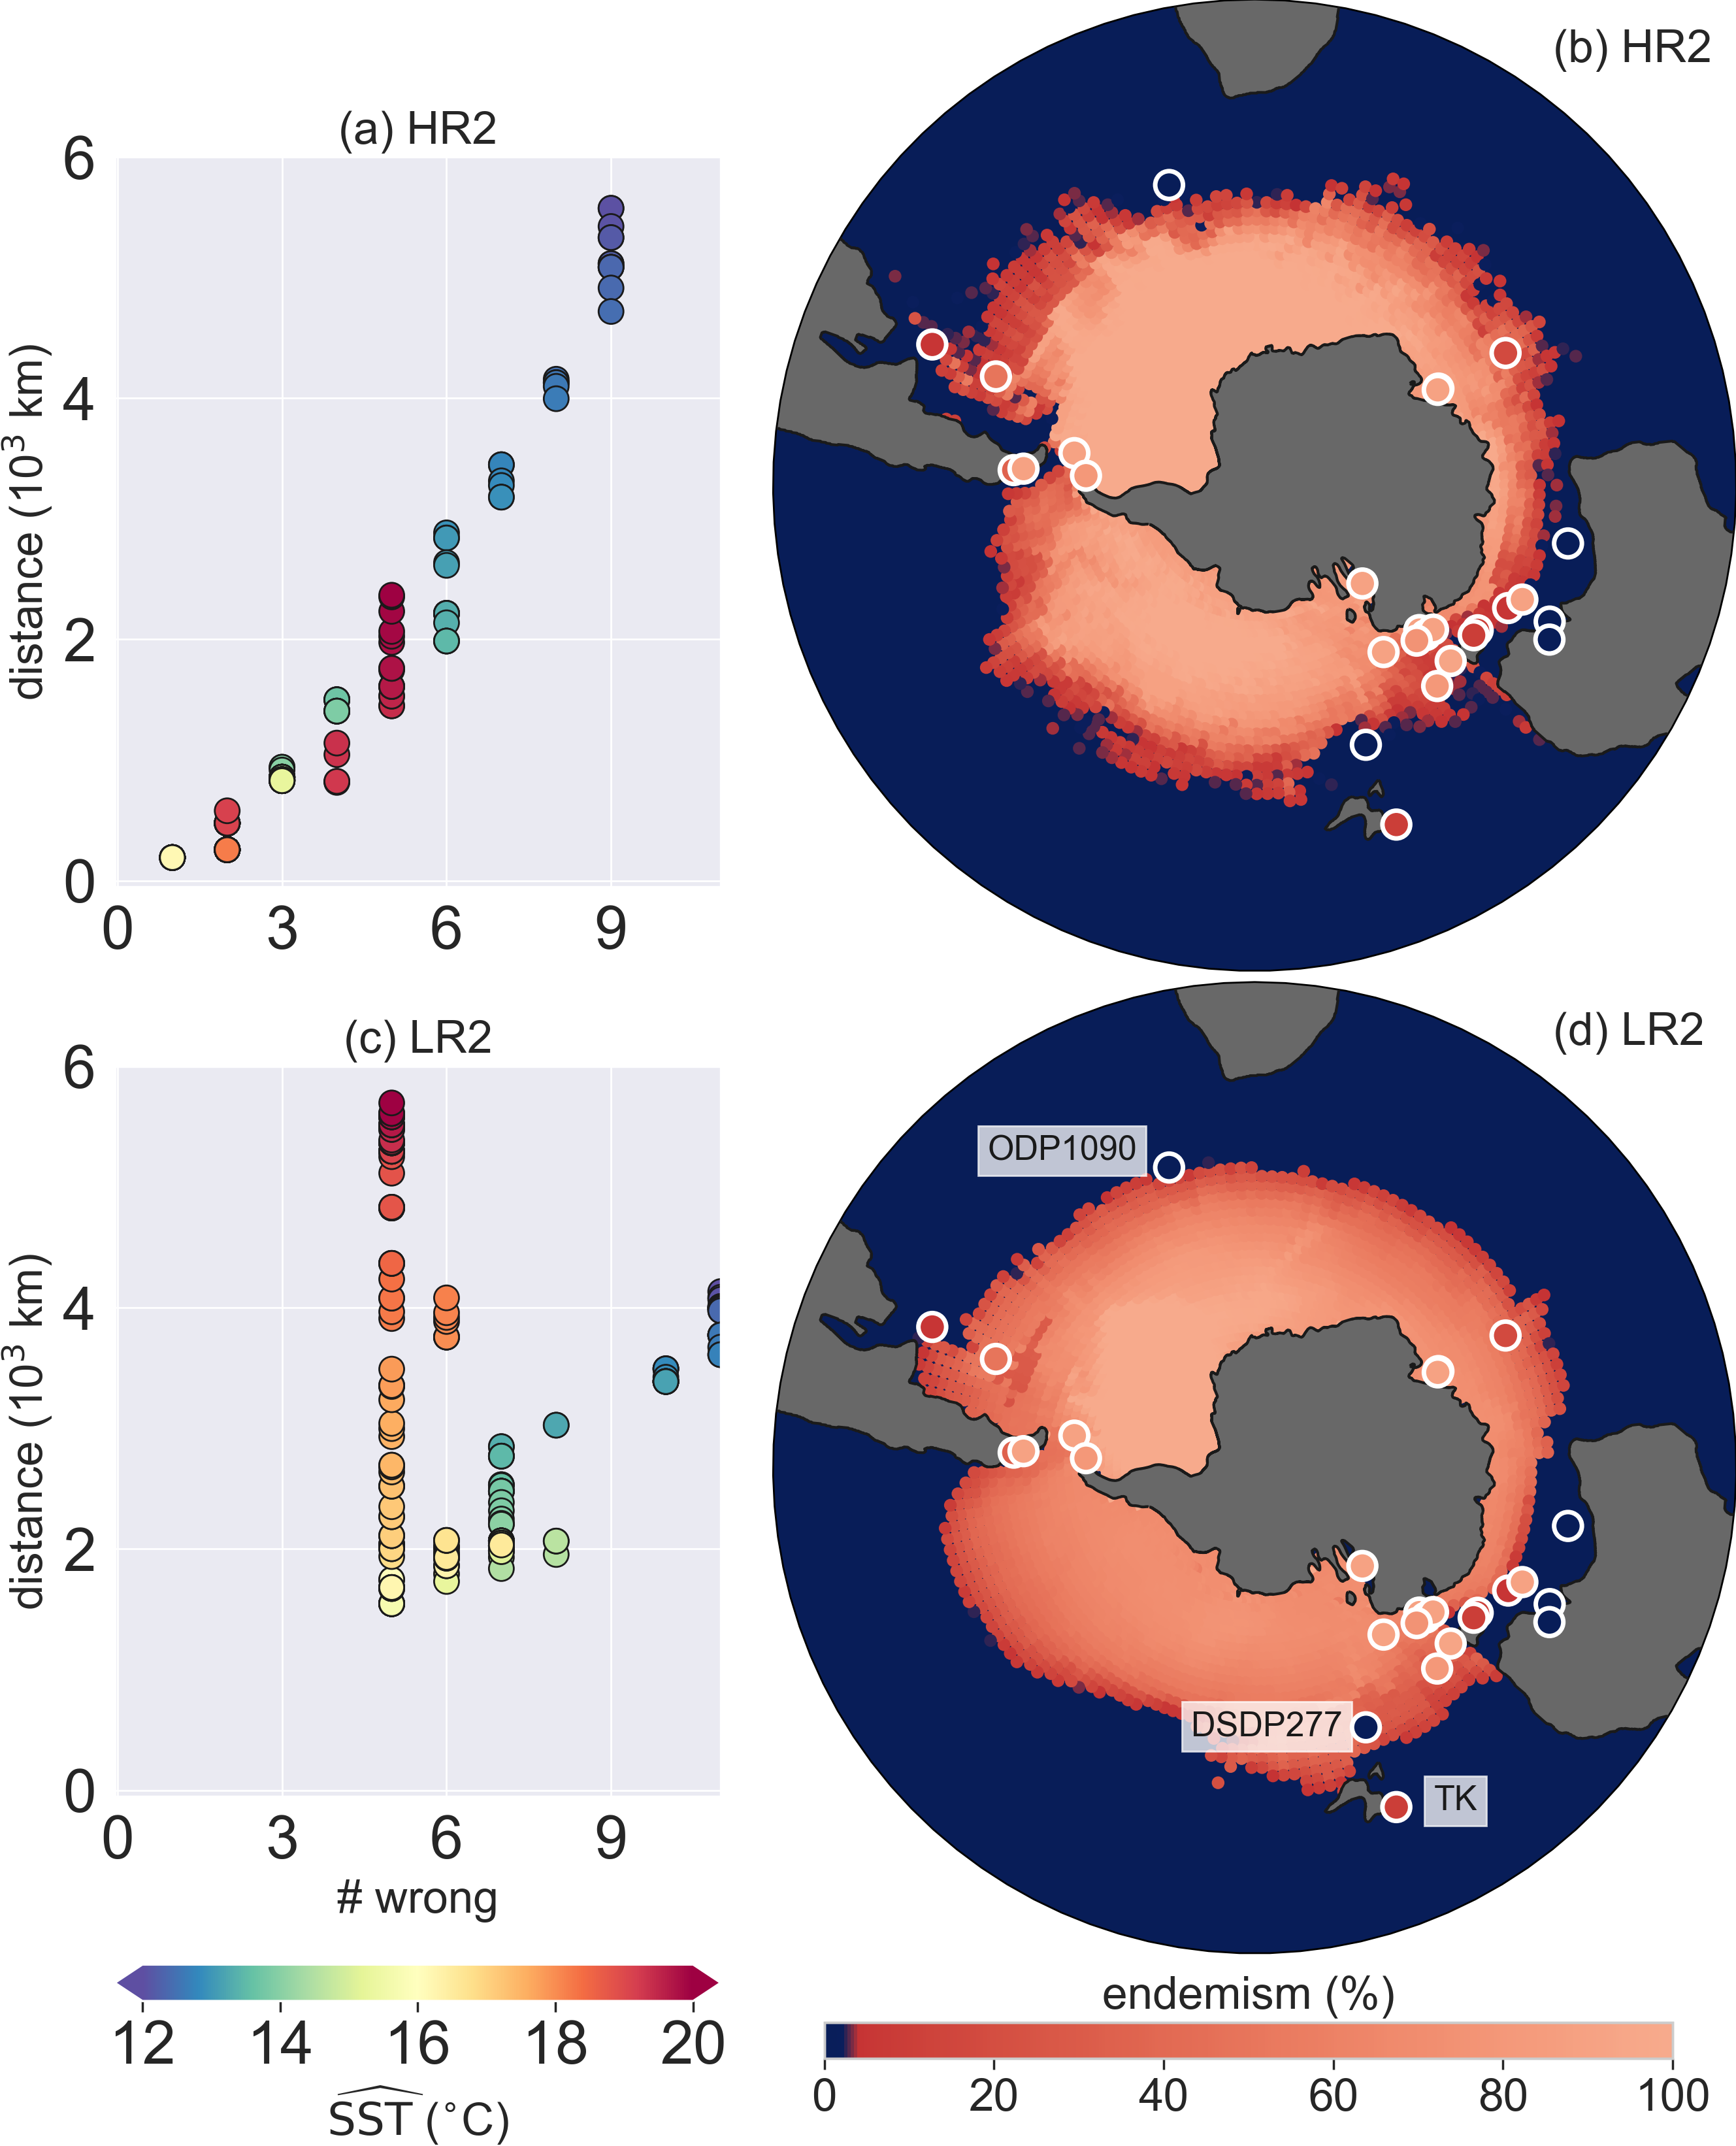 (a) HR2
6
4
2
0
distance (10³ km)
0 3 6 9
(b) HR2
(c) LR2
6
4
2
0
distance (10³ km)
0 3 6 9
# wrong
12 14 16 18 20
SST (°C)
(d) LR2
ODP1090
DSDP277
TK
endemism (%)
0 20 40 60 80 100